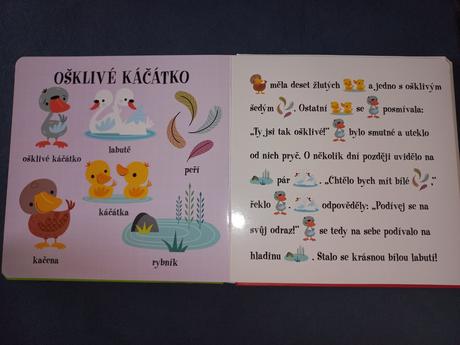 OŠKLIVÉ KÁČÁTKO
ošklivé káčátko
labutě
peří
káčátka
kačena
rybník
měla deset žlutých a jedno s ošklivým
šedým . Ostatní se posmívala:
„Ty jsi tak ošklivé!“ bylo smutné a uteklo
od nich pryč. O několik dní později uvidělo na
pár . „Chtělo bych mít bílé ,“
řeklo . odpověděly: „Podívej se na
svůj odraz!“ se tedy na sebe podívalo na
hladinu . Stalo se krásnou bílou labutí!